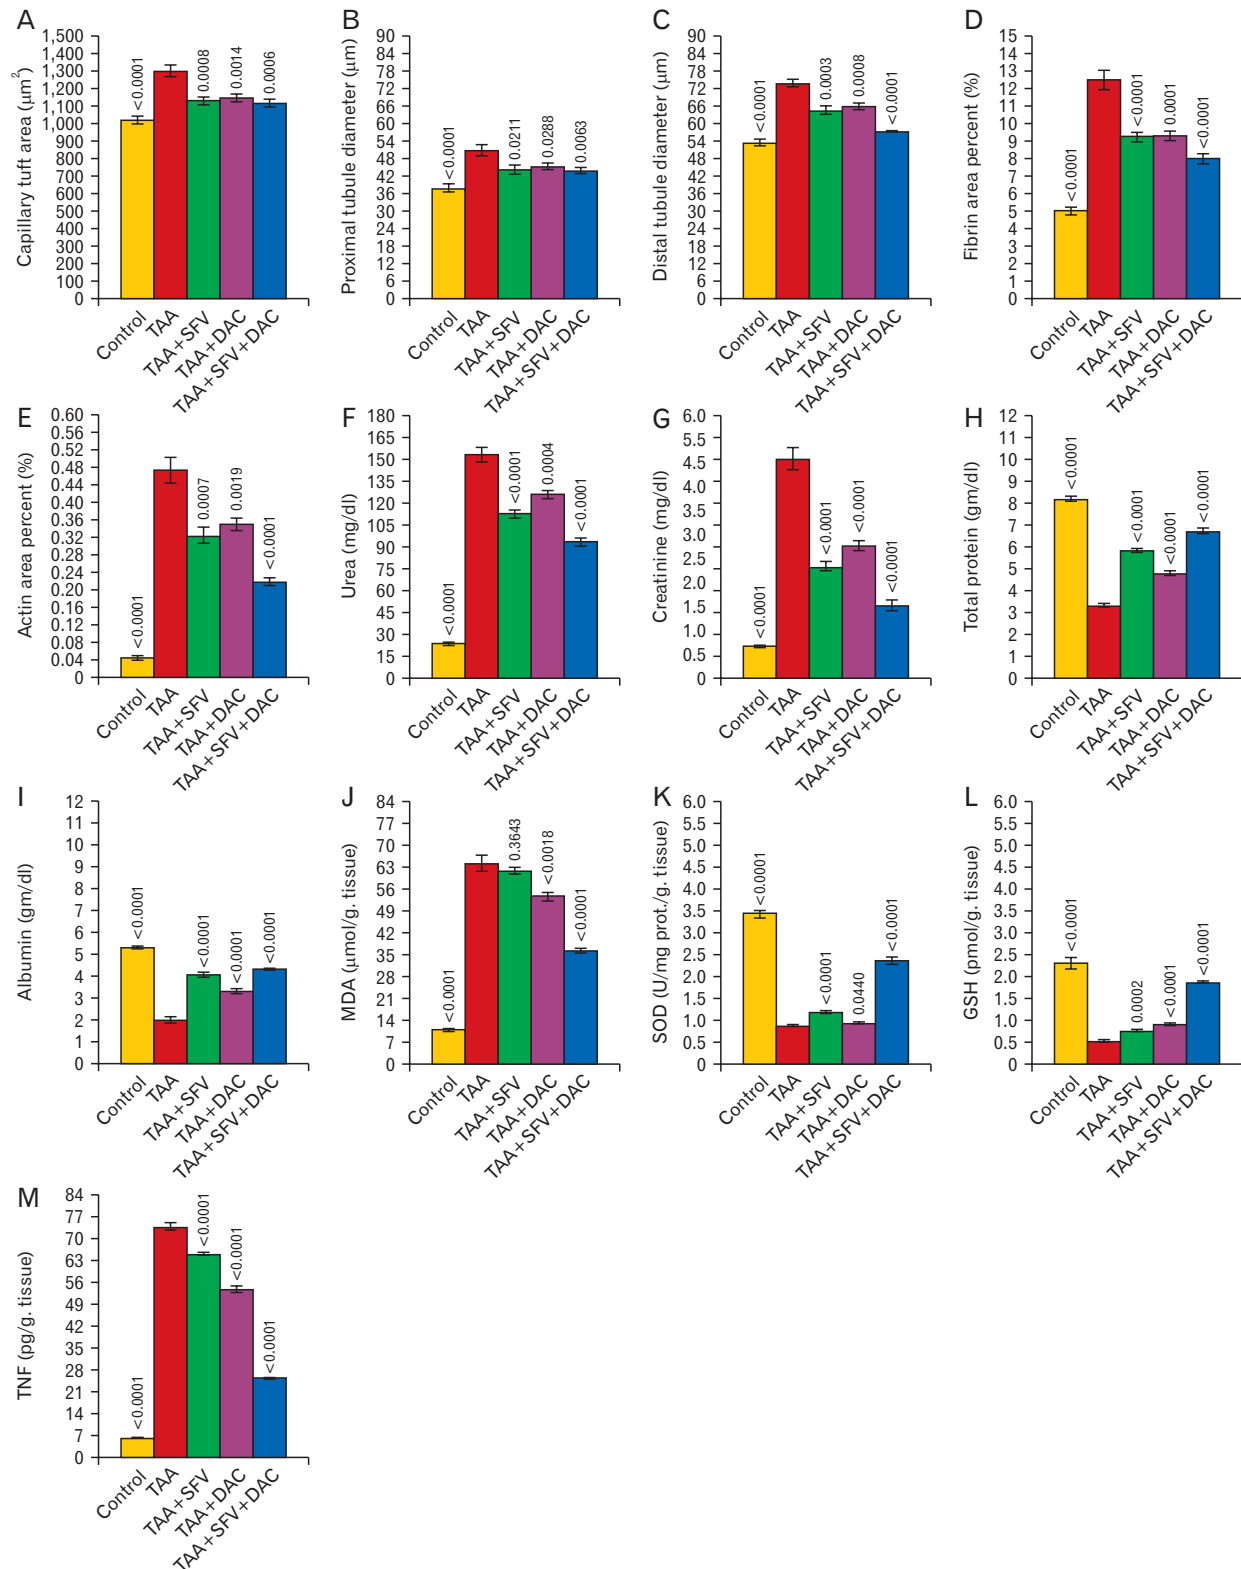 A
Capillary tuft area (μm²)
1,500
1,400
1,300
1,200
1,100
1,000
900
800
700
600
500
400
300
200
100
0
<0.0001
0.0008
0.0014
0.0006
Control
TAA
TAA+SFV
TAA+DAC
TAA+SFV+DAC
B
Proximal tubule diameter (μm)
90
84
78
72
66
60
54
48
42
36
30
24
18
12
6
0
<0.0001
0.0211
0.0288
0.0063
Control
TAA
TAA+SFV
TAA+DAC
TAA+SFV+DAC
C
Distal tubule diameter (μm)
90
84
78
72
66
60
54
48
42
36
30
24
18
12
6
0
<0.0001
0.0003
0.0008
<0.0001
Control
TAA
TAA+SFV
TAA+DAC
TAA+SFV+DAC
D
Fibrin area percent (%)
15
14
13
12
11
10
9
8
7
6
5
4
3
2
1
0
<0.0001
<0.0001
0.0001
<0.0001
Control
TAA
TAA+SFV
TAA+DAC
TAA+SFV+DAC
E
Actin area percent (%)
0.60
0.56
0.52
0.48
0.44
0.40
0.36
0.32
0.28
0.24
0.20
0.16
0.12
0.08
0.04
0
<0.0001
0.0007
0.0019
<0.0001
Control
TAA
TAA+SFV
TAA+DAC
TAA+SFV+DAC
F
Urea (mg/dl)
180
165
150
135
120
105
90
75
60
45
30
15
0
<0.0001
<0.0001
0.0004
<0.0001
Control
TAA
TAA+SFV
TAA+DAC
TAA+SFV+DAC
G
Creatinine (mg/dl)
6.0
5.5
4.5
4.0
3.5
3.0
2.5
2.0
1.5
1.0
0.5
0
<0.0001
<0.0001
<0.0001
<0.0001
Control
TAA
TAA+SFV
TAA+DAC
TAA+SFV+DAC
H
Total protein (gm/dl)
12
11
10
9
8
7
6
5
4
3
2
1
0
<0.0001
<0.0001
<0.0001
<0.0001
Control
TAA
TAA+SFV
TAA+DAC
TAA+SFV+DAC
I
Albumin (gm/dl)
12
11
10
9
8
7
6
5
4
3
2
1
0
<0.0001
<0.0001
<0.0001
<0.0001
Control
TAA
TAA+SFV
TAA+DAC
TAA+SFV+DAC
J
MDA (μmol/g. tissue)
84
77
70
63
56
49
42
35
28
21
14
7
0
<0.0001
0.3643
<0.0018
<0.0001
Control
TAA
TAA+SFV
TAA+DAC
TAA+SFV+DAC
K
SOD (U/mg prot./g. tissue)
6.0
5.5
5.0
4.5
4.0
3.5
3.0
2.5
2.0
1.5
1.0
0.5
0
<0.0001
<0.0001
0.0440
<0.0001
Control
TAA
TAA+SFV
TAA+DAC
TAA+SFV+DAC
L
GSH (pmol/g. tissue)
6.0
5.5
5.0
4.5
4.0
3.5
3.0
2.5
2.0
1.5
1.0
0.5
0
<0.0001
0.0002
<0.0001
<0.0001
Control
TAA
TAA+SFV
TAA+DAC
TAA+SFV+DAC
M
TNF (pg/g. tissue)
84
77
70
63
56
49
42
35
28
21
14
7
0
<0.0001
<0.0001
<0.0001
<0.0001
Control
TAA
TAA+SFV
TAA+DAC
TAA+SFV+DAC